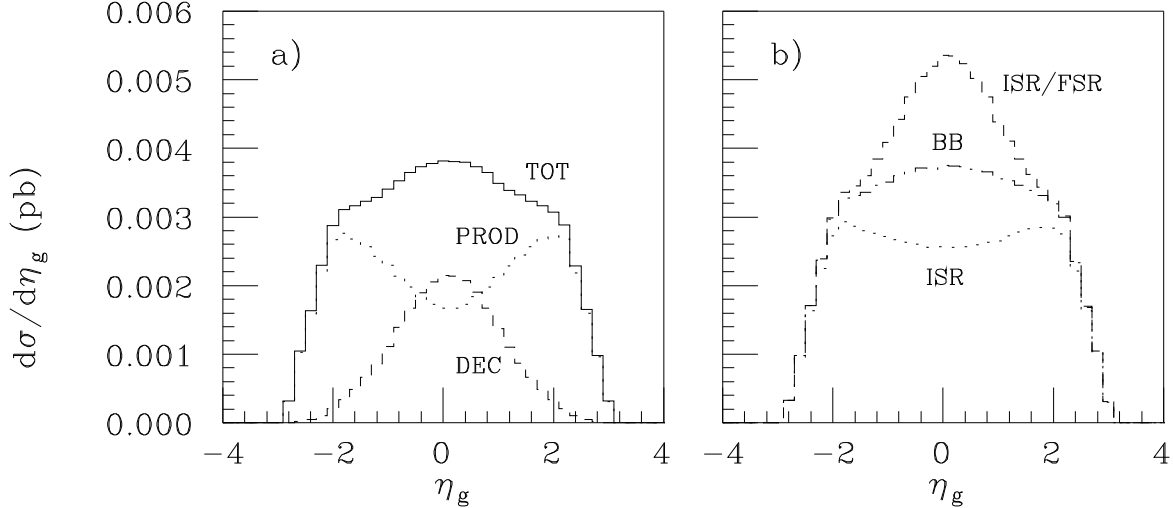 dσ/dη_g (pb)
0.006
0.005
0.004
0.003
0.002
0.001
0.000
a)
TOT
PROD
DEC
−4 −2 0 2 4
η_g
b)
ISR/FSR
BB
ISR
−4 −2 0 2 4
η_g